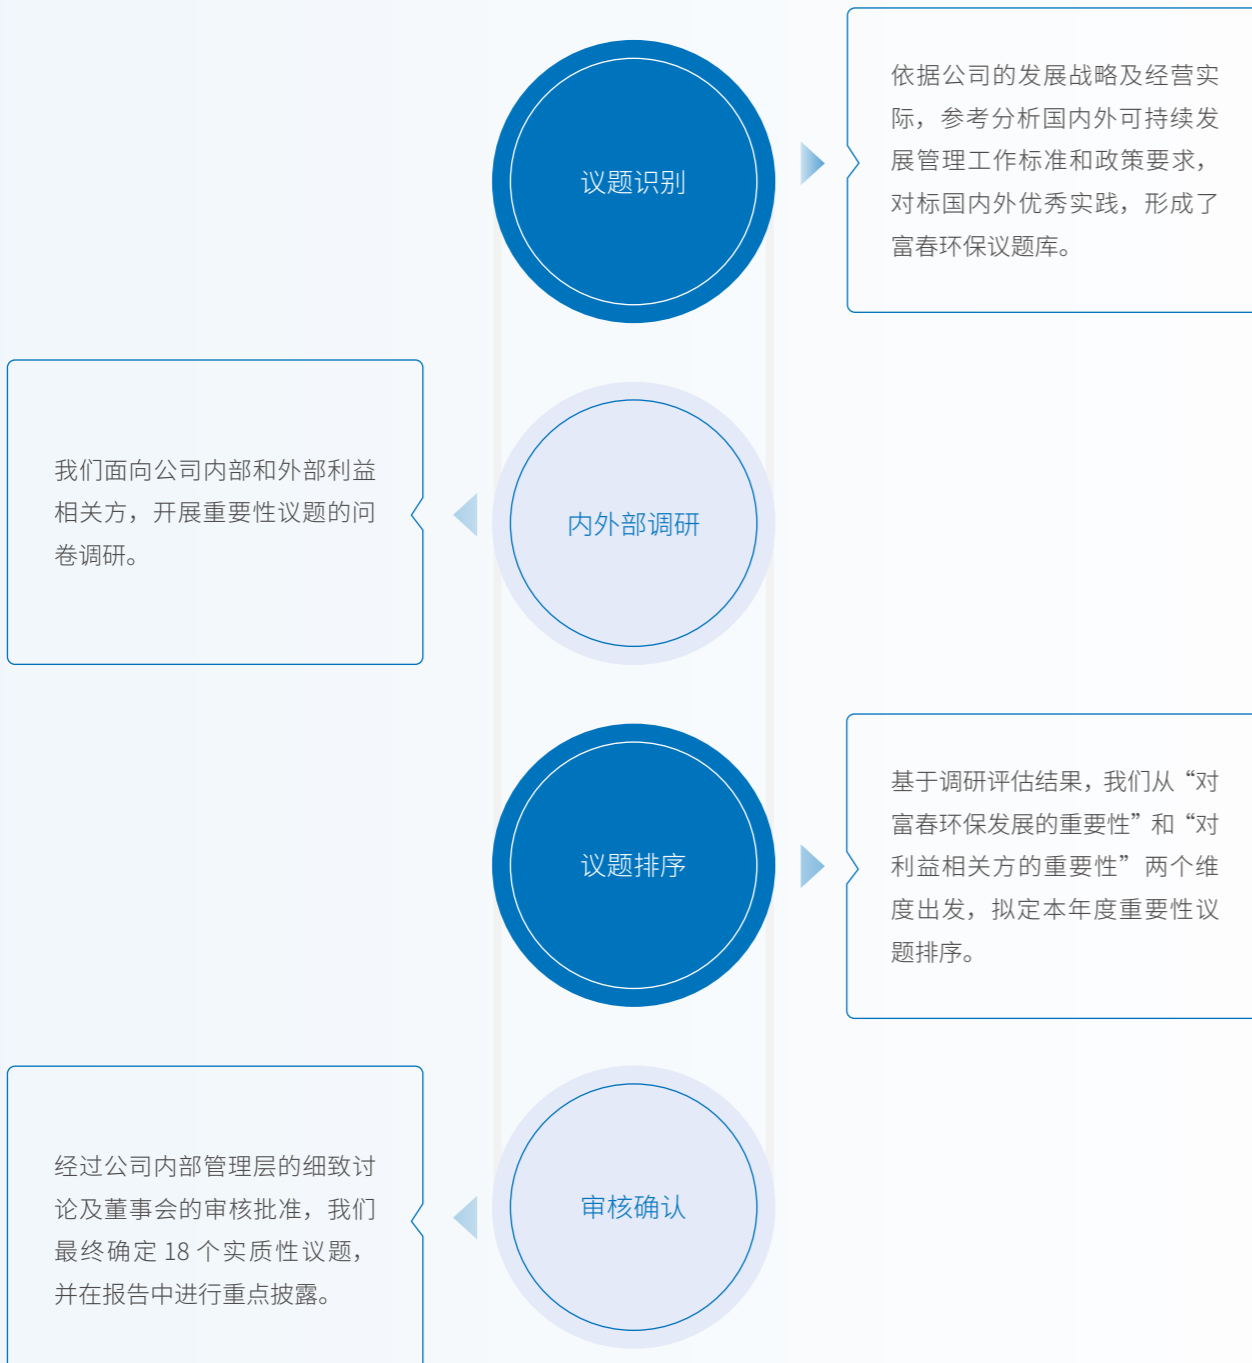 议题识别
依据公司的发展战略及经营实
际，参考分析国内外可持续发
展管理工作标准和政策要求，
对标国内外优秀实践，形成了
富春环保议题库。
内外部调研
我们面向公司内部和外部利益
相关方，开展重要性议题的问
卷调研。
议题排序
基于调研评估结果，我们从“对
富春环保发展的重要性”和“对
利益相关方的重要性”两个维
度出发，拟定本年度重要性议
题排序。
审核确认
经过公司内部管理层的细致讨
论及董事会的审核批准，我们
最终确定 18 个实质性议题，
并在报告中进行重点披露。